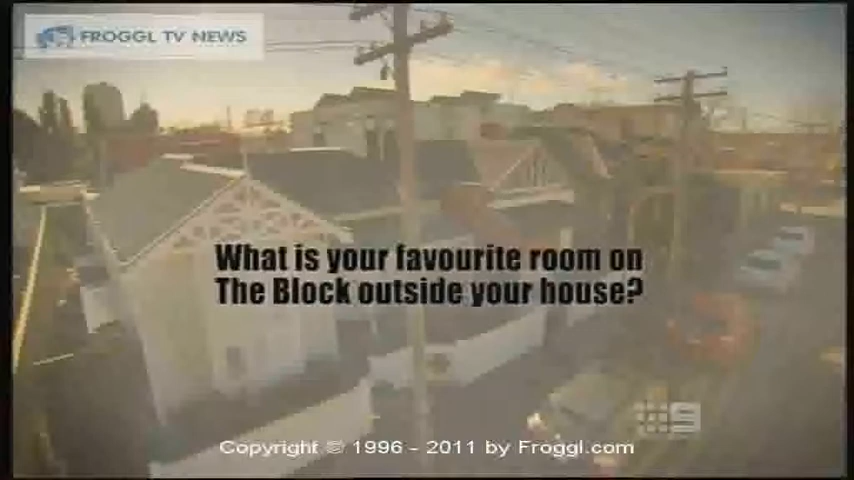 FROGGL TV NEWS
What is your favourite room on
The Block outside your house?
9
Copyright © 1996 - 2011 by Froggl.com